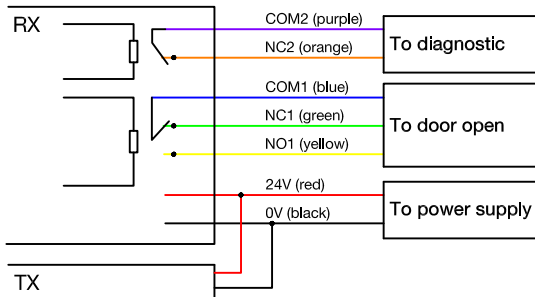 RX
COM2 (purple)
NC2 (orange)
To diagnostic
COM1 (blue)
NC1 (green)
NO1 (yellow)
To door open
24V (red)
0V (black)
To power supply
TX